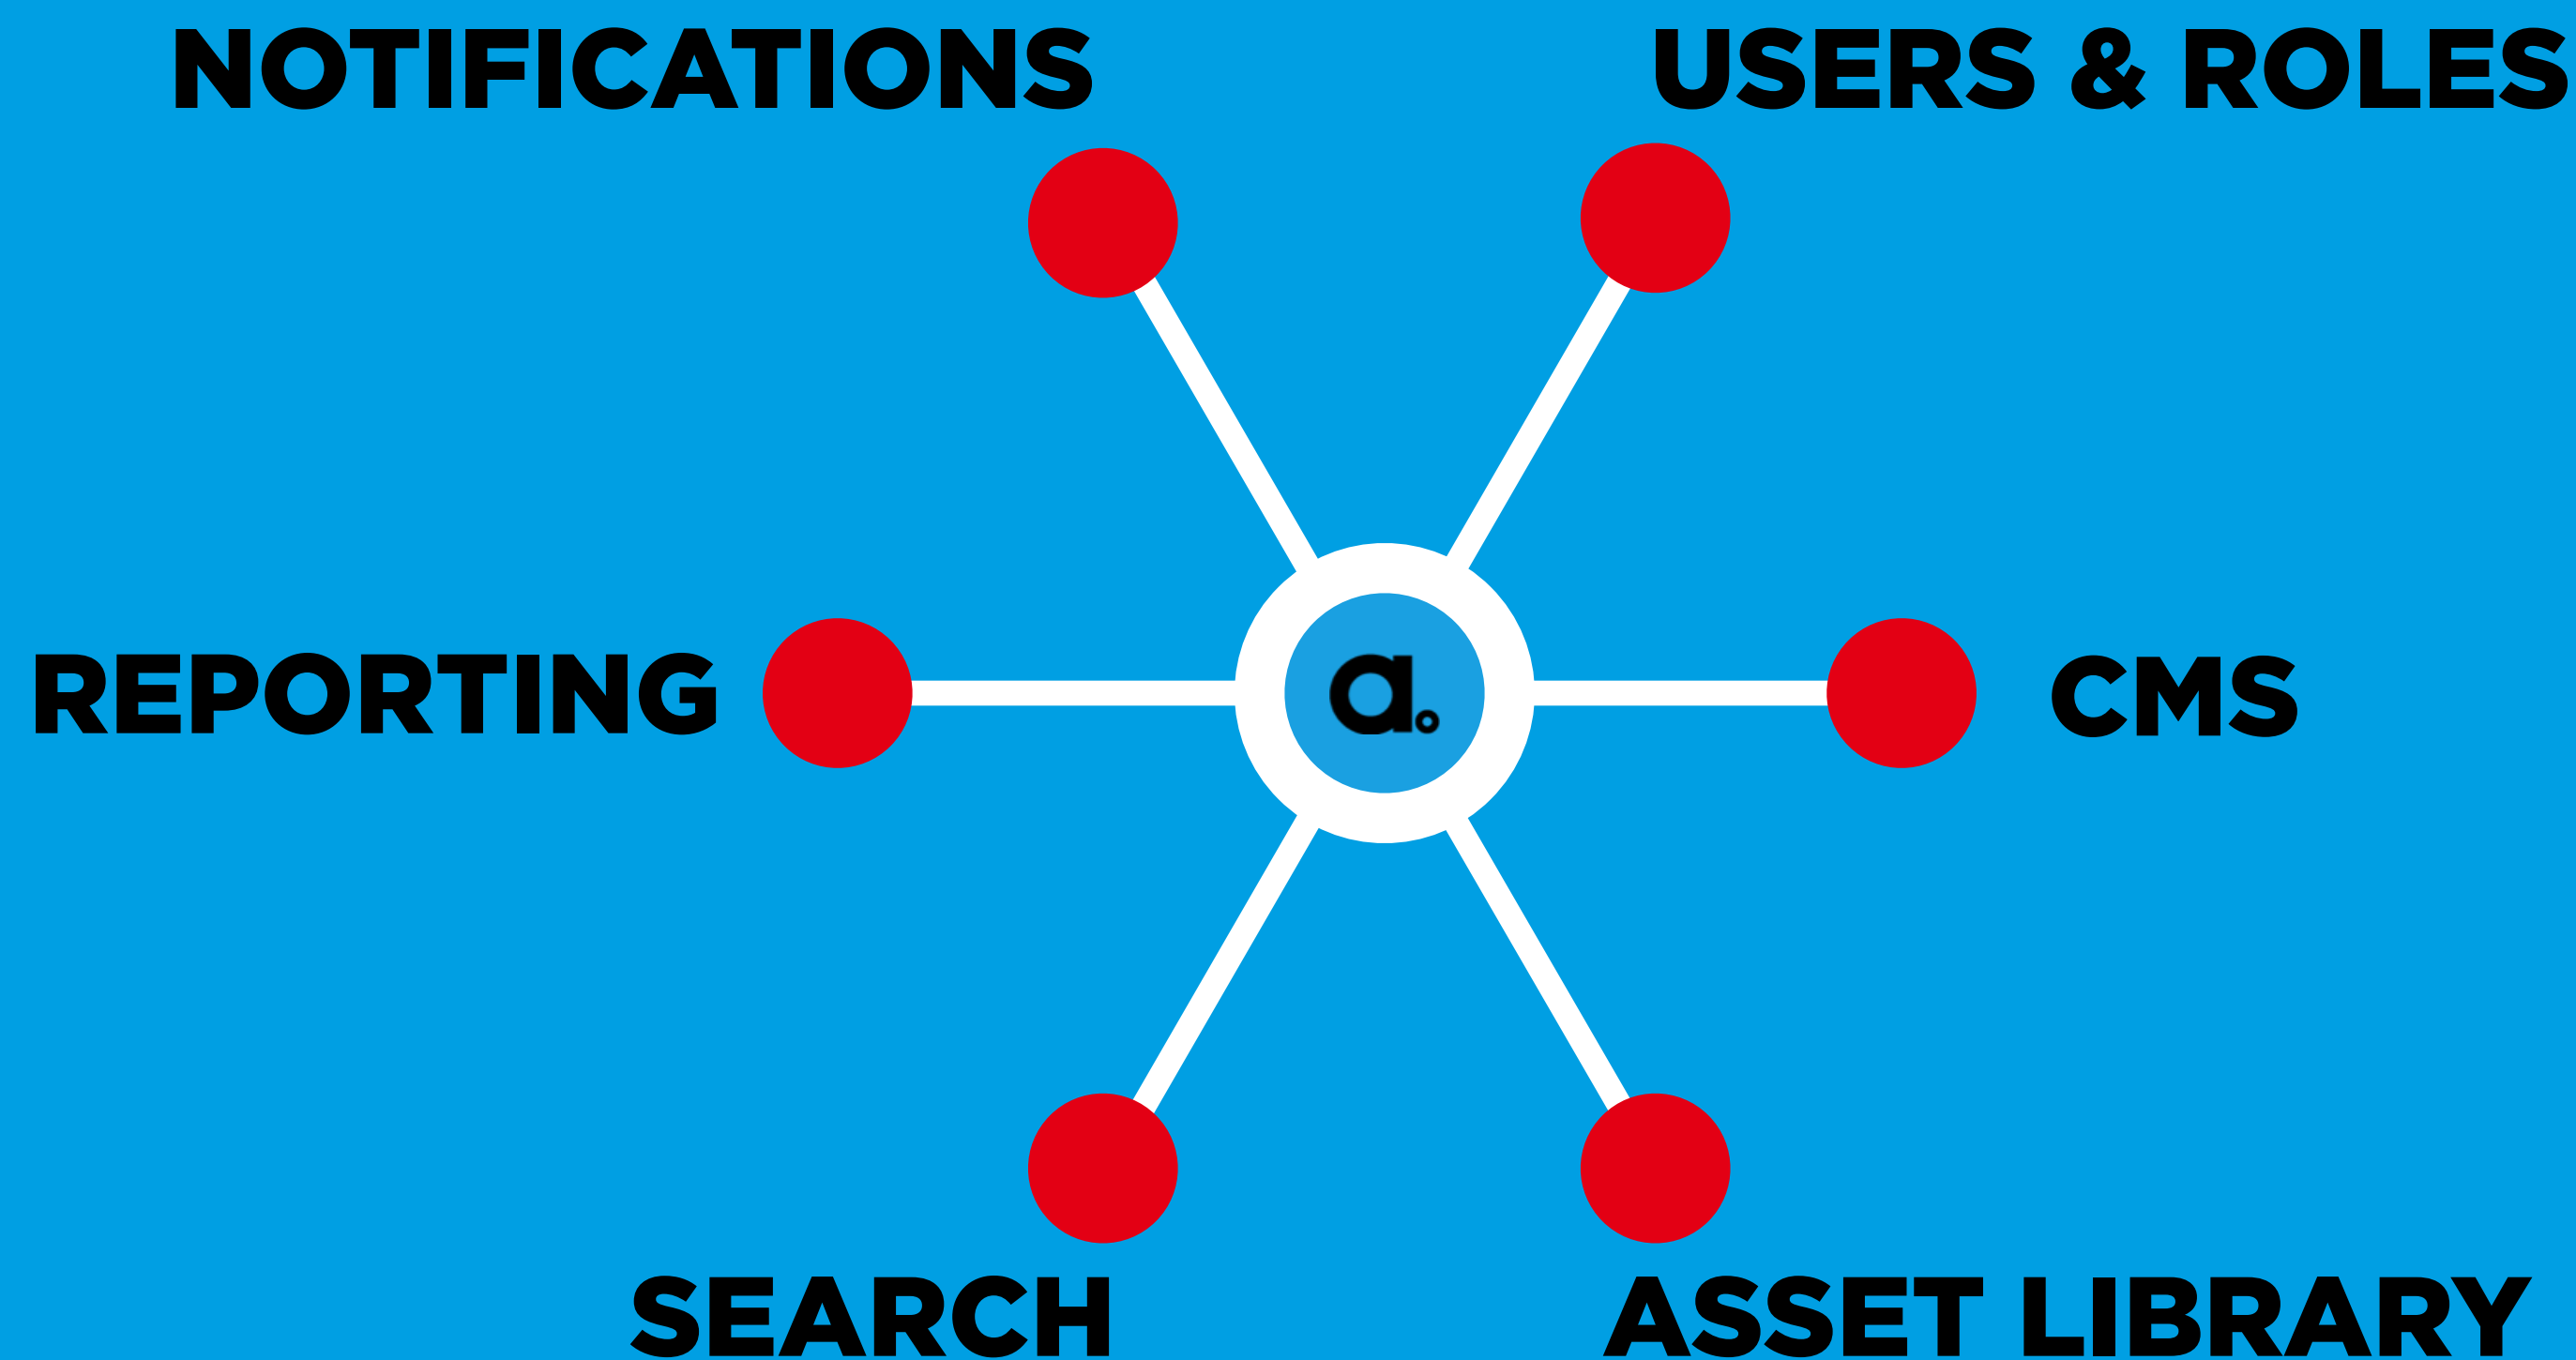 NOTIFICATIONS
USERS & ROLES
REPORTING
a.
CMS
SEARCH
ASSET LIBRARY